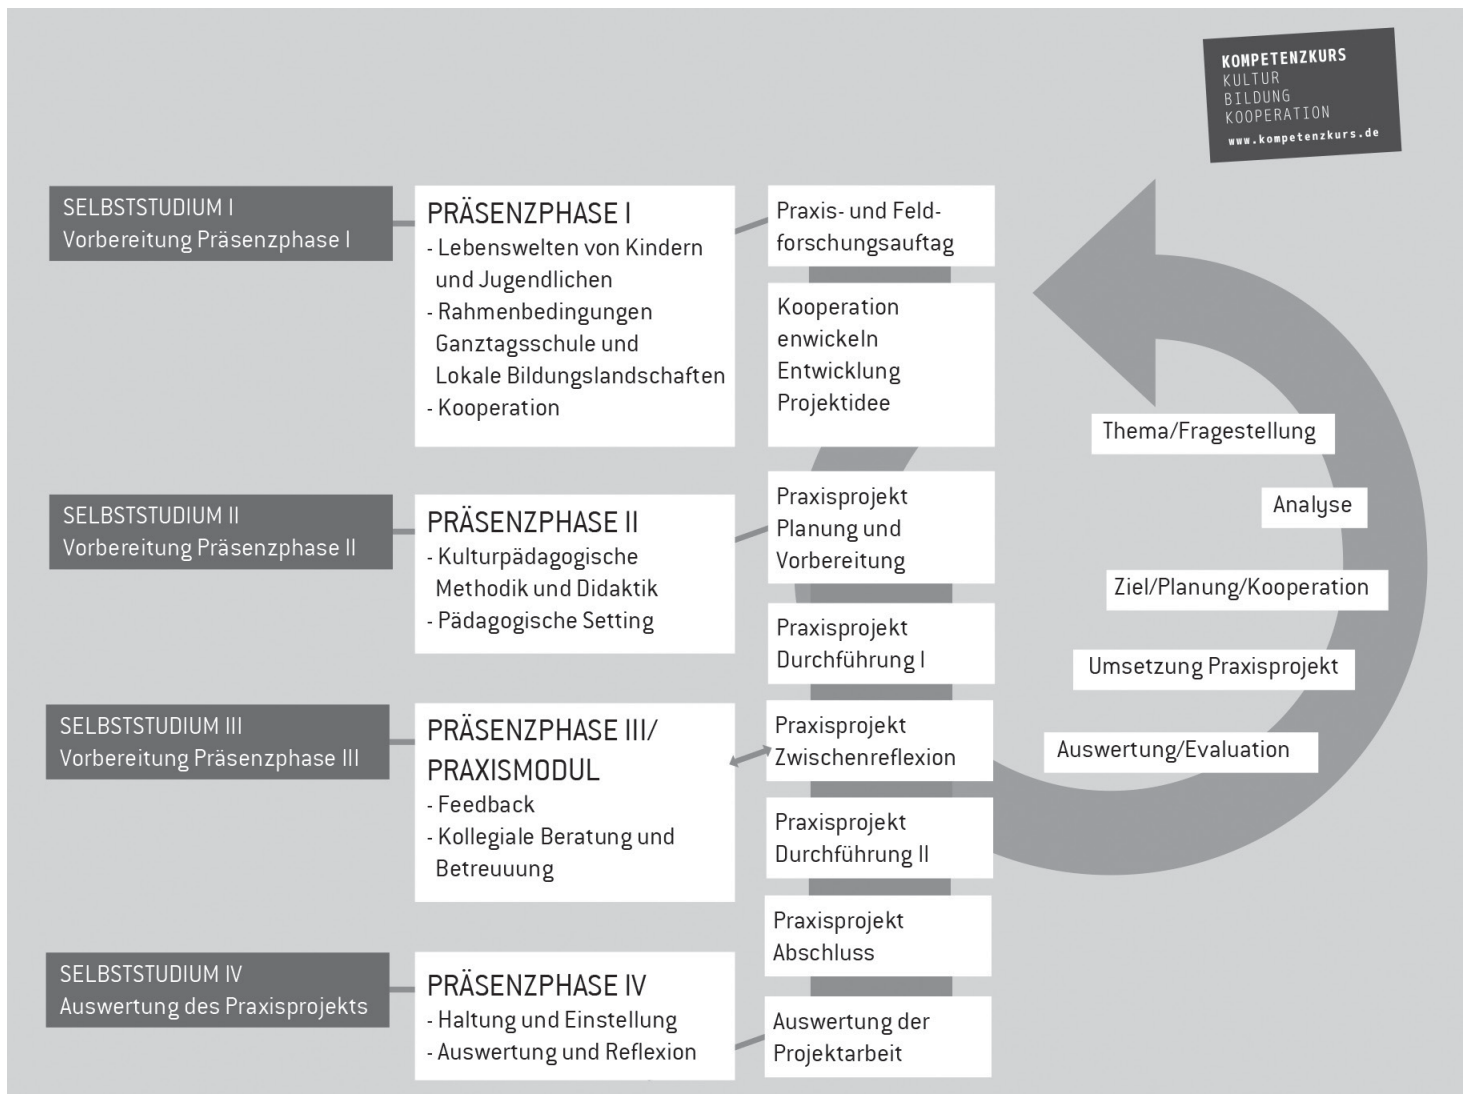 KOMPETENZKURS
KULTUR
BILDUNG
KOOPERATION
www.kompetenzkurs.de
SELBSTSTUDIUM I
Vorbereitung Präsenzphase I
PRÄSENZPHASE I
- Lebenswelten von Kindern
und Jugendlichen
- Rahmenbedingungen
Ganztagsschule und
Lokale Bildungslandschaften
- Kooperation
Praxis- und Feld-
forschungsauftag
Kooperation
enwickeln
Entwicklung
Projektidee
SELBSTSTUDIUM II
Vorbereitung Präsenzphase II
PRÄSENZPHASE II
- Kulturpädagogische
Methodik und Didaktik
- Pädagogische Setting
Praxisprojekt
Planung und
Vorbereitung
Praxisprojekt
Durchführung I
SELBSTSTUDIUM III
Vorbereitung Präsenzphase III
PRÄSENZPHASE III/
PRAXISMODUL
- Feedback
- Kollegiale Beratung und
Betreuuung
Praxisprojekt
Zwischenreflexion
Praxisprojekt
Durchführung II
Praxisprojekt
Abschluss
SELBSTSTUDIUM IV
Auswertung des Praxisprojekts
PRÄSENZPHASE IV
- Haltung und Einstellung
- Auswertung und Reflexion
Auswertung der
Projektarbeit
Thema/Fragestellung
Analyse
Ziel/Planung/Kooperation
Umsetzung Praxisprojekt
Auswertung/Evaluation